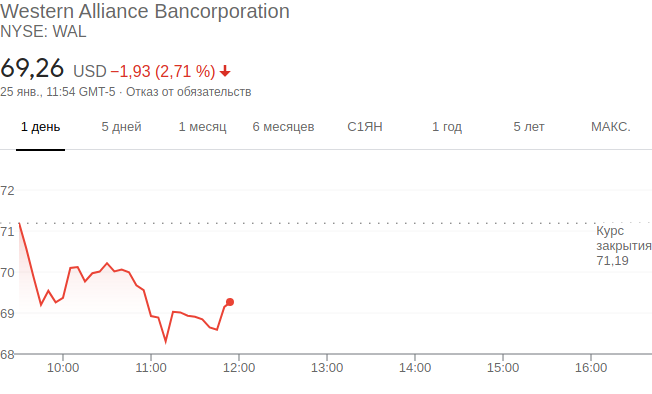 Western Alliance Bancorporation
NYSE: WAL
69,26 USD −1,93 (2,71 %)
25 янв., 11:54 GMT-5 · Отказ от обязательств
1 день 5 дней 1 месяц 6 месяцев С1ЯН 1 год 5 лет МАКС.
72
71
70
69
68
Курс
закрытия
71,19
10:00 11:00 12:00 13:00 14:00 15:00 16:00